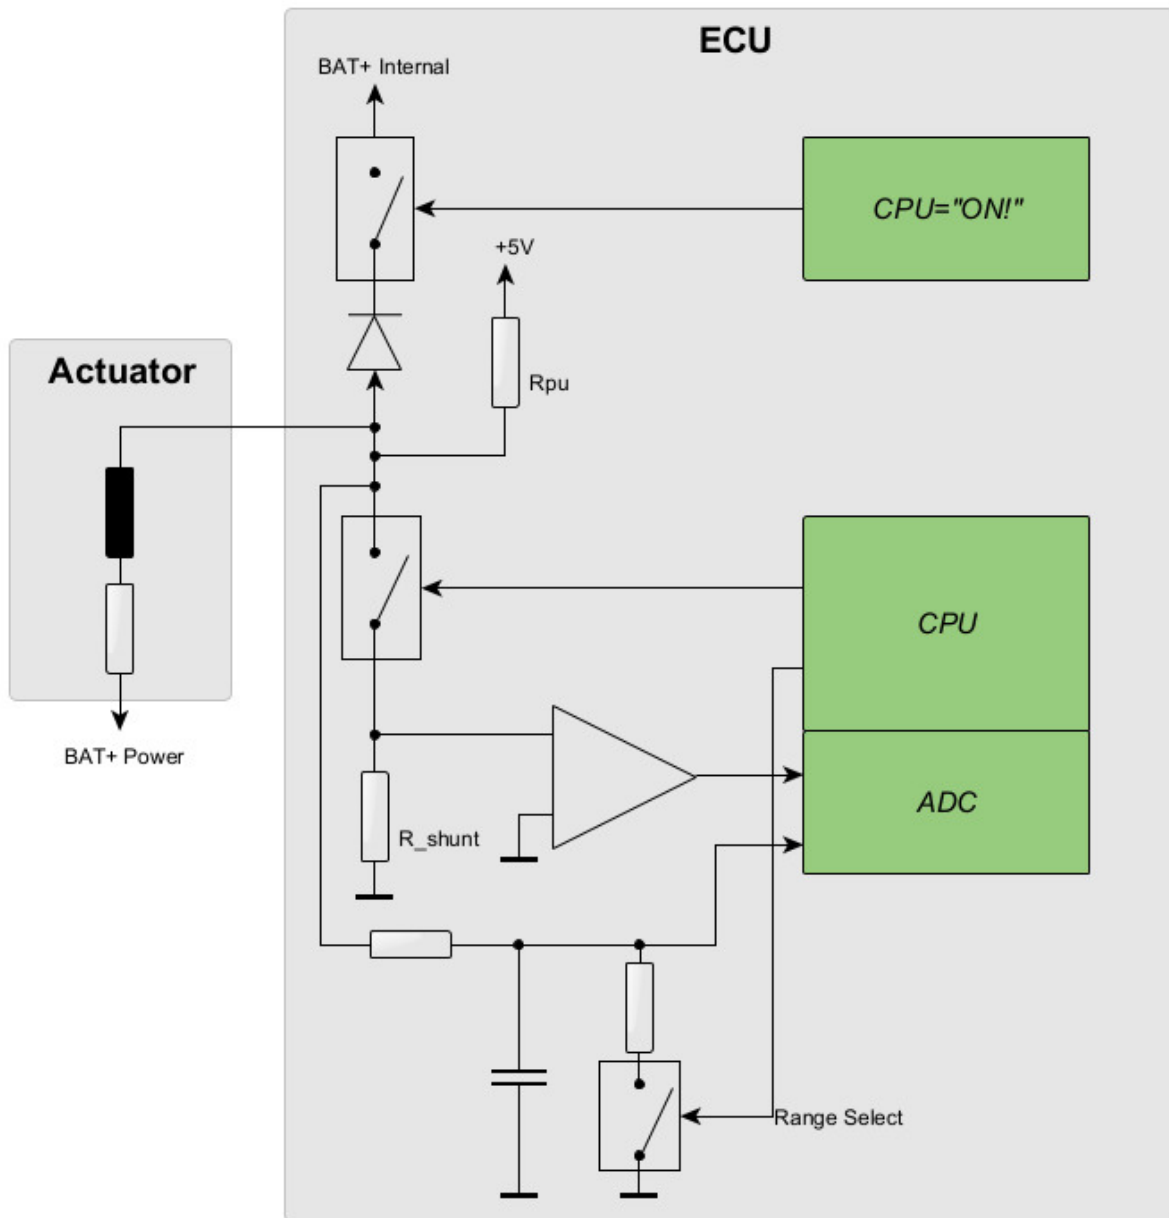 ECU
BAT+ Internal
CPU="ON!"
+5V
Actuator
Rpu
CPU
BAT+ Power
ADC
R_shunt
Range Select